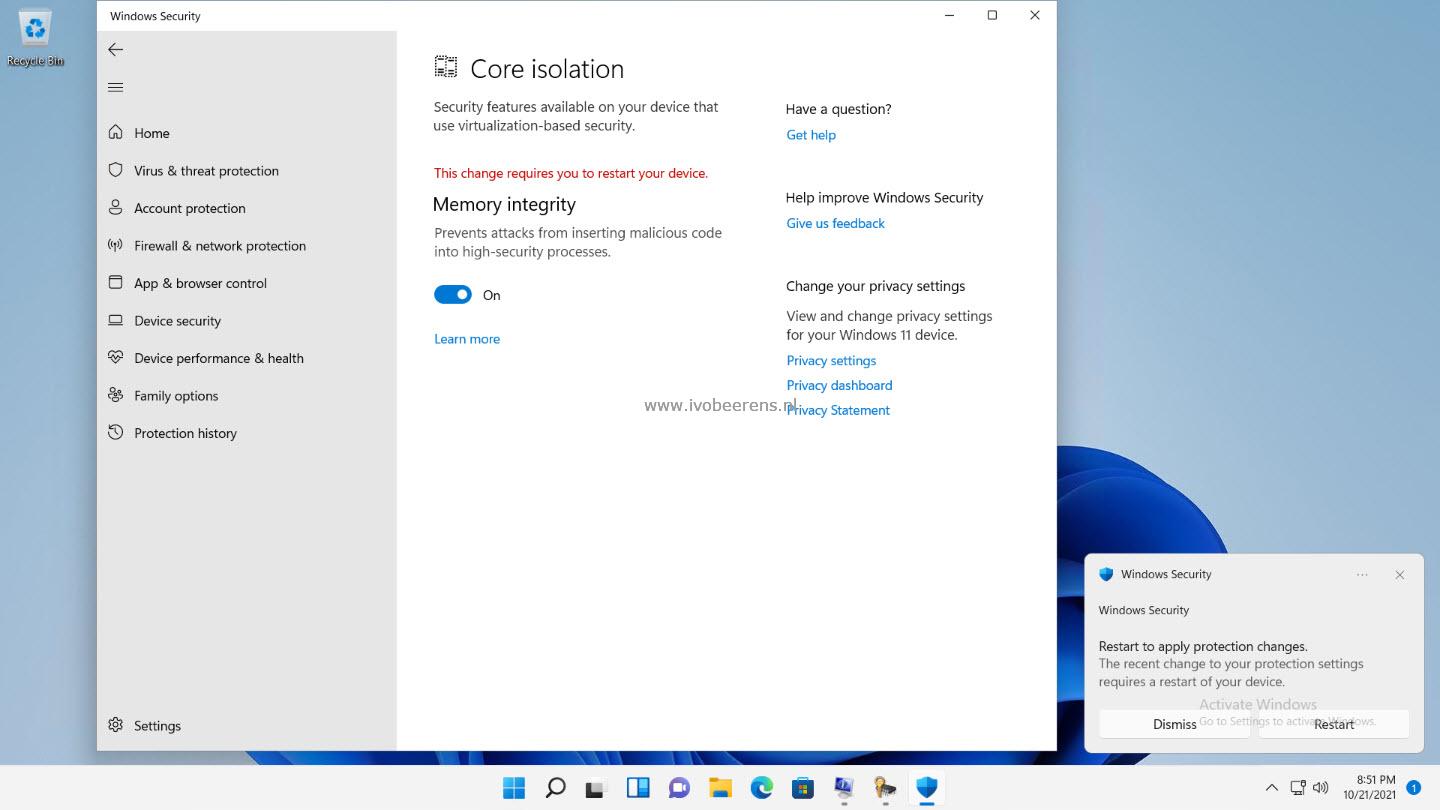 Recycle Bin
Windows Security
Home
Virus & threat protection
Account protection
Firewall & network protection
App & browser control
Device security
Device performance & health
Family options
Protection history
Settings
Core isolation
Security features available on your device that
use virtualization-based security.
This change requires you to restart your device.
Memory integrity
Prevents attacks from inserting malicious code
into high-security processes.
On
Learn more
Have a question?
Get help
Help improve Windows Security
Give us feedback
Change your privacy settings
View and change privacy settings
for your Windows 11 device.
Privacy settings
Privacy dashboard
Privacy Statement
www.ivobeerens.nl
Windows Security
Windows Security
Restart to apply protection changes.
The recent change to your protection settings
requires a restart of your device.
Activate Windows
Go to Settings to activate Windows.
Dismiss
Restart
8:51 PM
10/21/2021
1